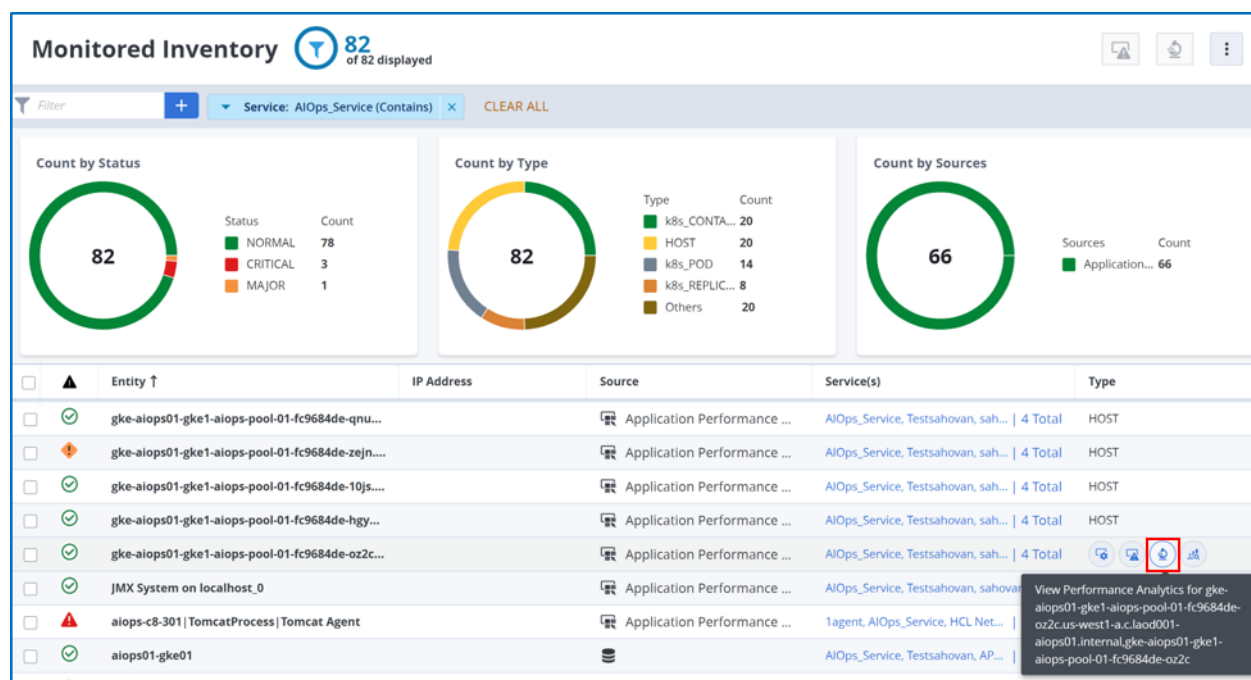 Monitored Inventory
82
of 82 displayed
Filter
+
Service: AIOps_Service (Contains) ×
CLEAR ALL
Count by Status
82
Status Count
NORMAL 78
CRITICAL 3
MAJOR 1
Count by Type
82
Type Count
k8s_CONTA... 20
HOST 20
k8s_POD 14
k8s_REPLIC... 8
Others 20
Count by Sources
66
Sources Count
Application... 66
Entity ↑ IP Address Source Service(s) Type
gke-aiops01-gke1-aiops-pool-01-fc9684de-qnu... Application Performance ... AIOps_Service, Testsahovan, sah... | 4 Total HOST
gke-aiops01-gke1-aiops-pool-01-fc9684de-zejn.... Application Performance ... AIOps_Service, Testsahovan, sah... | 4 Total HOST
gke-aiops01-gke1-aiops-pool-01-fc9684de-10js.... Application Performance ... AIOps_Service, Testsahovan, sah... | 4 Total HOST
gke-aiops01-gke1-aiops-pool-01-fc9684de-hgy... Application Performance ... AIOps_Service, Testsahovan, sah... | 4 Total HOST
gke-aiops01-gke1-aiops-pool-01-fc9684de-oz2c... Application Performance ... AIOps_Service, Testsahovan, sah... | 4 Total
JMX System on localhost_0 Application Performance ... AIOps_Service, Testsahovan, sahovan
aiops-c8-301|TomcatProcess|Tomcat Agent Application Performance ... 1agent, AIOps_Service, HCL Net... |
aiops01-gke01 AIOps_Service, Testsahovan, AP... |
View Performance Analytics for gke-
aiops01-gke1-aiops-pool-01-fc9684de-
oz2c.us-west1-a.c.laod001-
aiops01.internal,gke-aiops01-gke1-
aiops-pool-01-fc9684de-oz2c